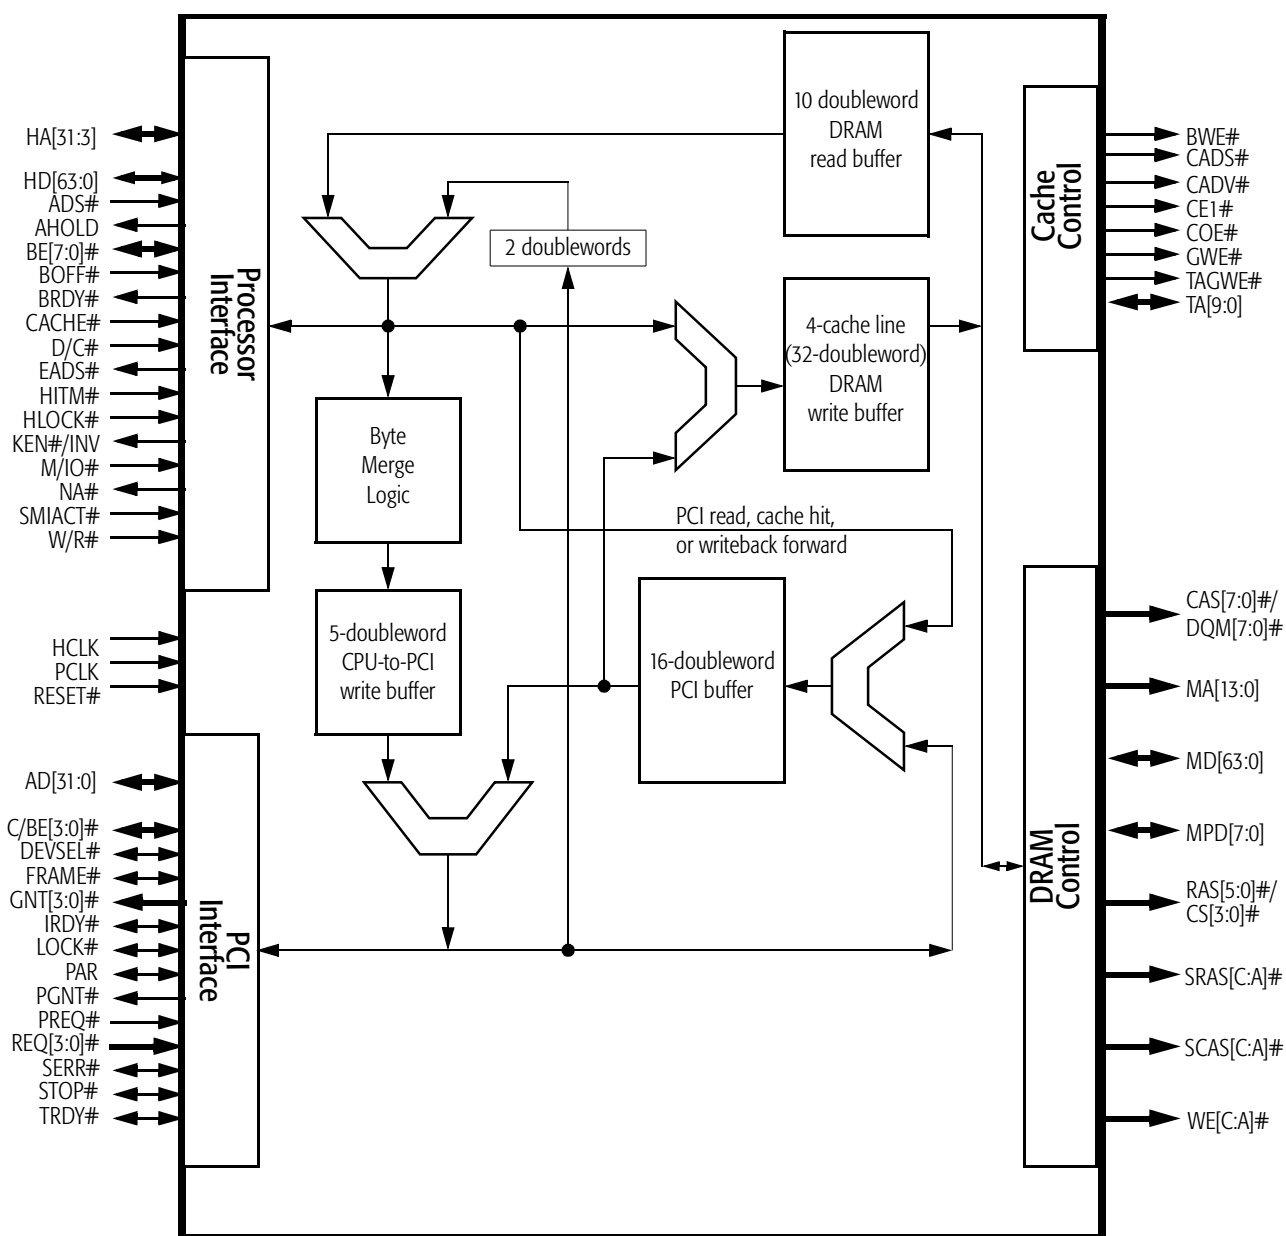 HA[31:3]
HD[63:0]
ADS#
AHOLD
BE[7:0]#
BOFF#
BRDY#
CACHE#
D/C#
EADS#
HITM#
HLOCK#
KEN#/INV
M/IO#
NA#
SMIACT#
W/R#
HCLK
PCLK
RESET#
AD[31:0]
C/BE[3:0]#
DEVSEL#
FRAME#
GNT[3:0]#
IRDY#
LOCK#
PAR
PGNT#
PREQ#
REQ[3:0]#
SERR#
STOP#
TRDY#
Processor
Interface
PCI
Interface
10 doubleword
DRAM
read buffer
2 doublewords
4-cache line
(32-doubleword)
DRAM
write buffer
Byte
Merge
Logic
PCI read, cache hit,
or writeback forward
5-doubleword
CPU-to-PCI
write buffer
16-doubleword
PCI buffer
Cache
Control
DRAM
Control
BWE#
CADS#
CADV#
CE1#
COE#
GWE#
TAGWE#
TA[9:0]
CAS[7:0]#/
DQM[7:0]#
MA[13:0]
MD[63:0]
MPD[7:0]
RAS[5:0]#/
CS[3:0]#
SRAS[C:A]#
SCAS[C:A]#
WE[C:A]#